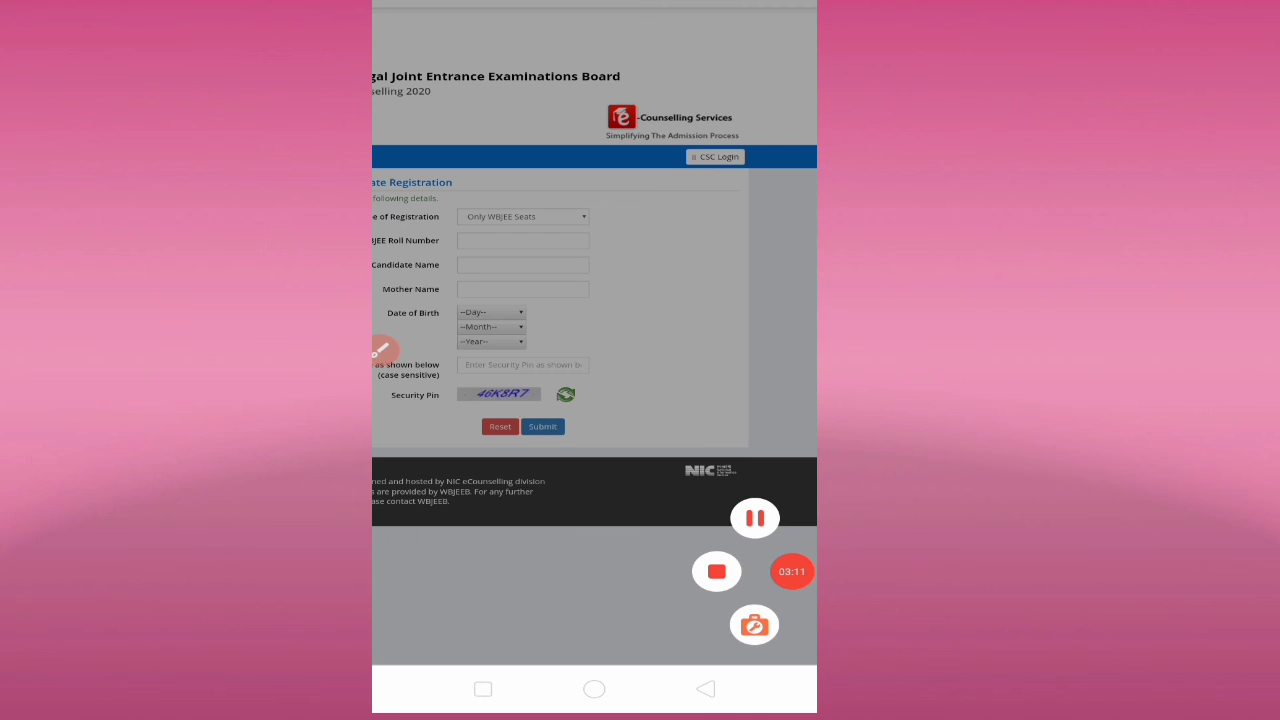 gal Joint Entrance Examinations Board
selling 2020
e -Counselling Services
Simplifying The Admission Process
CSC Login
ate Registration
following details.
e of Registration Only WBJEE Seats
BJEE Roll Number
Candidate Name
Mother Name
Date of Birth --Day--
--Month--
--Year--
as shown below Enter Security Pin as shown b
(case sensitive)
Security Pin 46K8R7
Reset Submit
NIC
ned and hosted by NIC eCounselling division
s are provided by WBJEEB. For any further
ase contact WBJEEB.
03:11